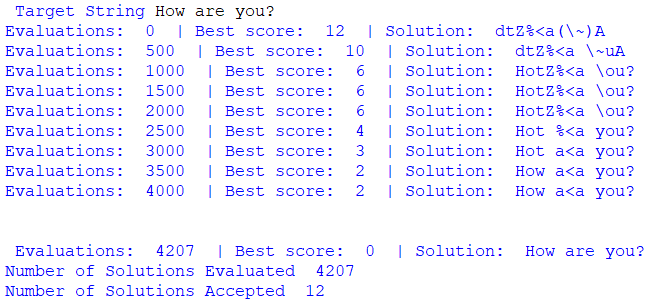 Target String How are you?
Evaluations:  0  | Best score:  12  | Solution:  dtZ%<a(\~)A
Evaluations:  500  | Best score:  10  | Solution:  dtZ%<a \~uA
Evaluations:  1000  | Best score:  6  | Solution:  HotZ%<a \ou?
Evaluations:  1500  | Best score:  6  | Solution:  HotZ%<a \ou?
Evaluations:  2000  | Best score:  6  | Solution:  HotZ%<a \ou?
Evaluations:  2500  | Best score:  4  | Solution:  Hot %<a you?
Evaluations:  3000  | Best score:  3  | Solution:  Hot a<a you?
Evaluations:  3500  | Best score:  2  | Solution:  How a<a you?
Evaluations:  4000  | Best score:  2  | Solution:  How a<a you?
Evaluations:  4207  | Best score:  0  | Solution:  How are you?
Number of Solutions Evaluated  4207
Number of Solutions Accepted  12